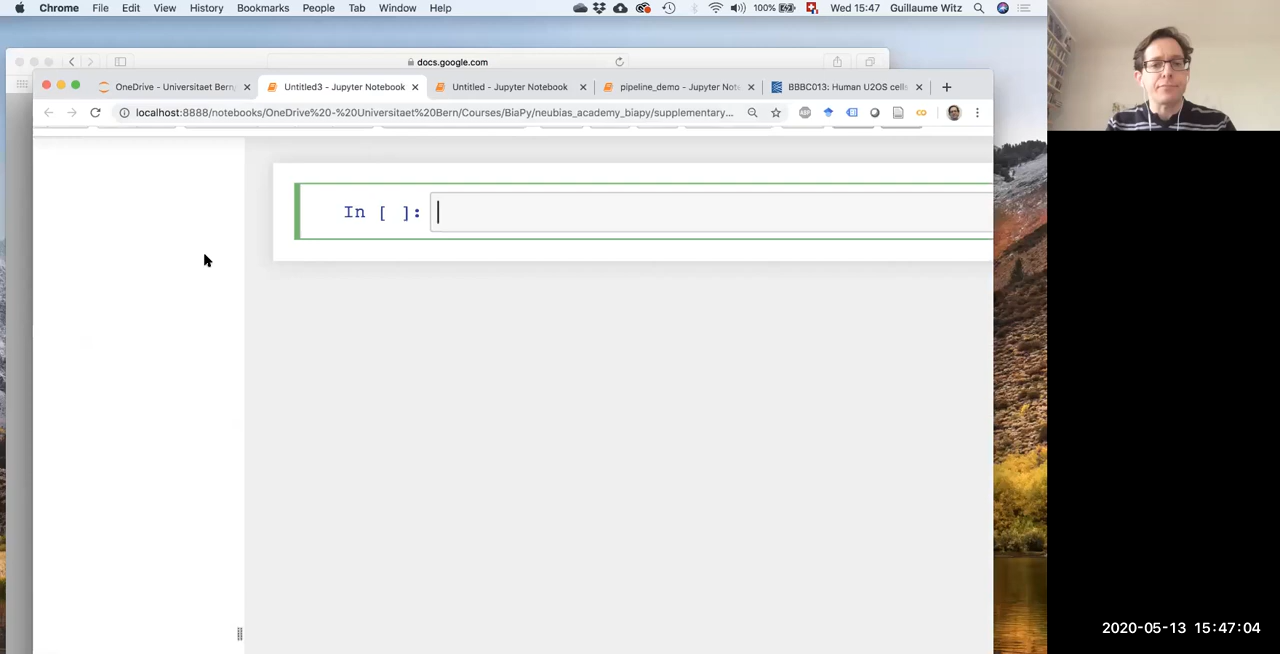 Chrome File Edit View History Bookmarks People Tab Window Help 100% Wed 15:47 Guillaume Witz
docs.google.com
OneDrive - Universitaet Bern Untitled3 - Jupyter Notebook Untitled - Jupyter Notebook pipeline_demo - Jupyter Not BBBC013: Human U2OS cells
localhost:8888/notebooks/OneDrive%20-%20Universitaet%20Bern/Courses/BiaPy/neubias_academy_biapy/supplementary...
In [ ]:
2020-05-13 15:47:04